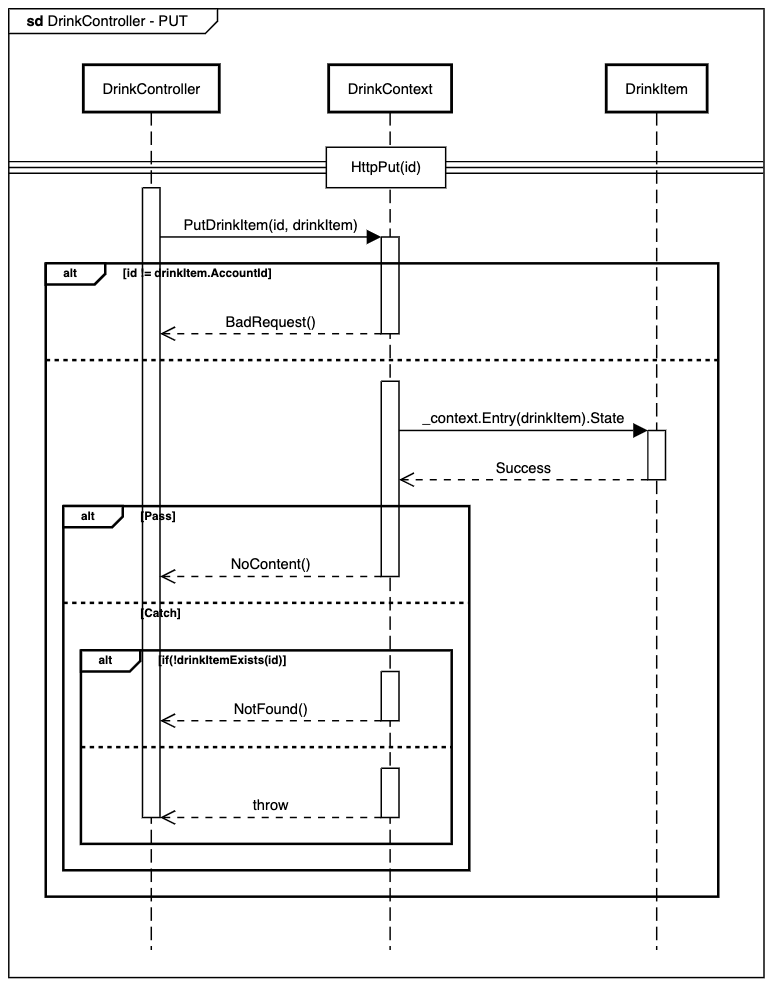 sd DrinkController - PUT
DrinkController
DrinkContext
DrinkItem
HttpPut(id)
PutDrinkItem(id, drinkItem)
alt
[id != drinkItem.AccountId]
BadRequest()
_context.Entry(drinkItem).State
Success
alt
[Pass]
NoContent()
[Catch]
alt
[if(!drinkItemExists(id)]
NotFound()
throw